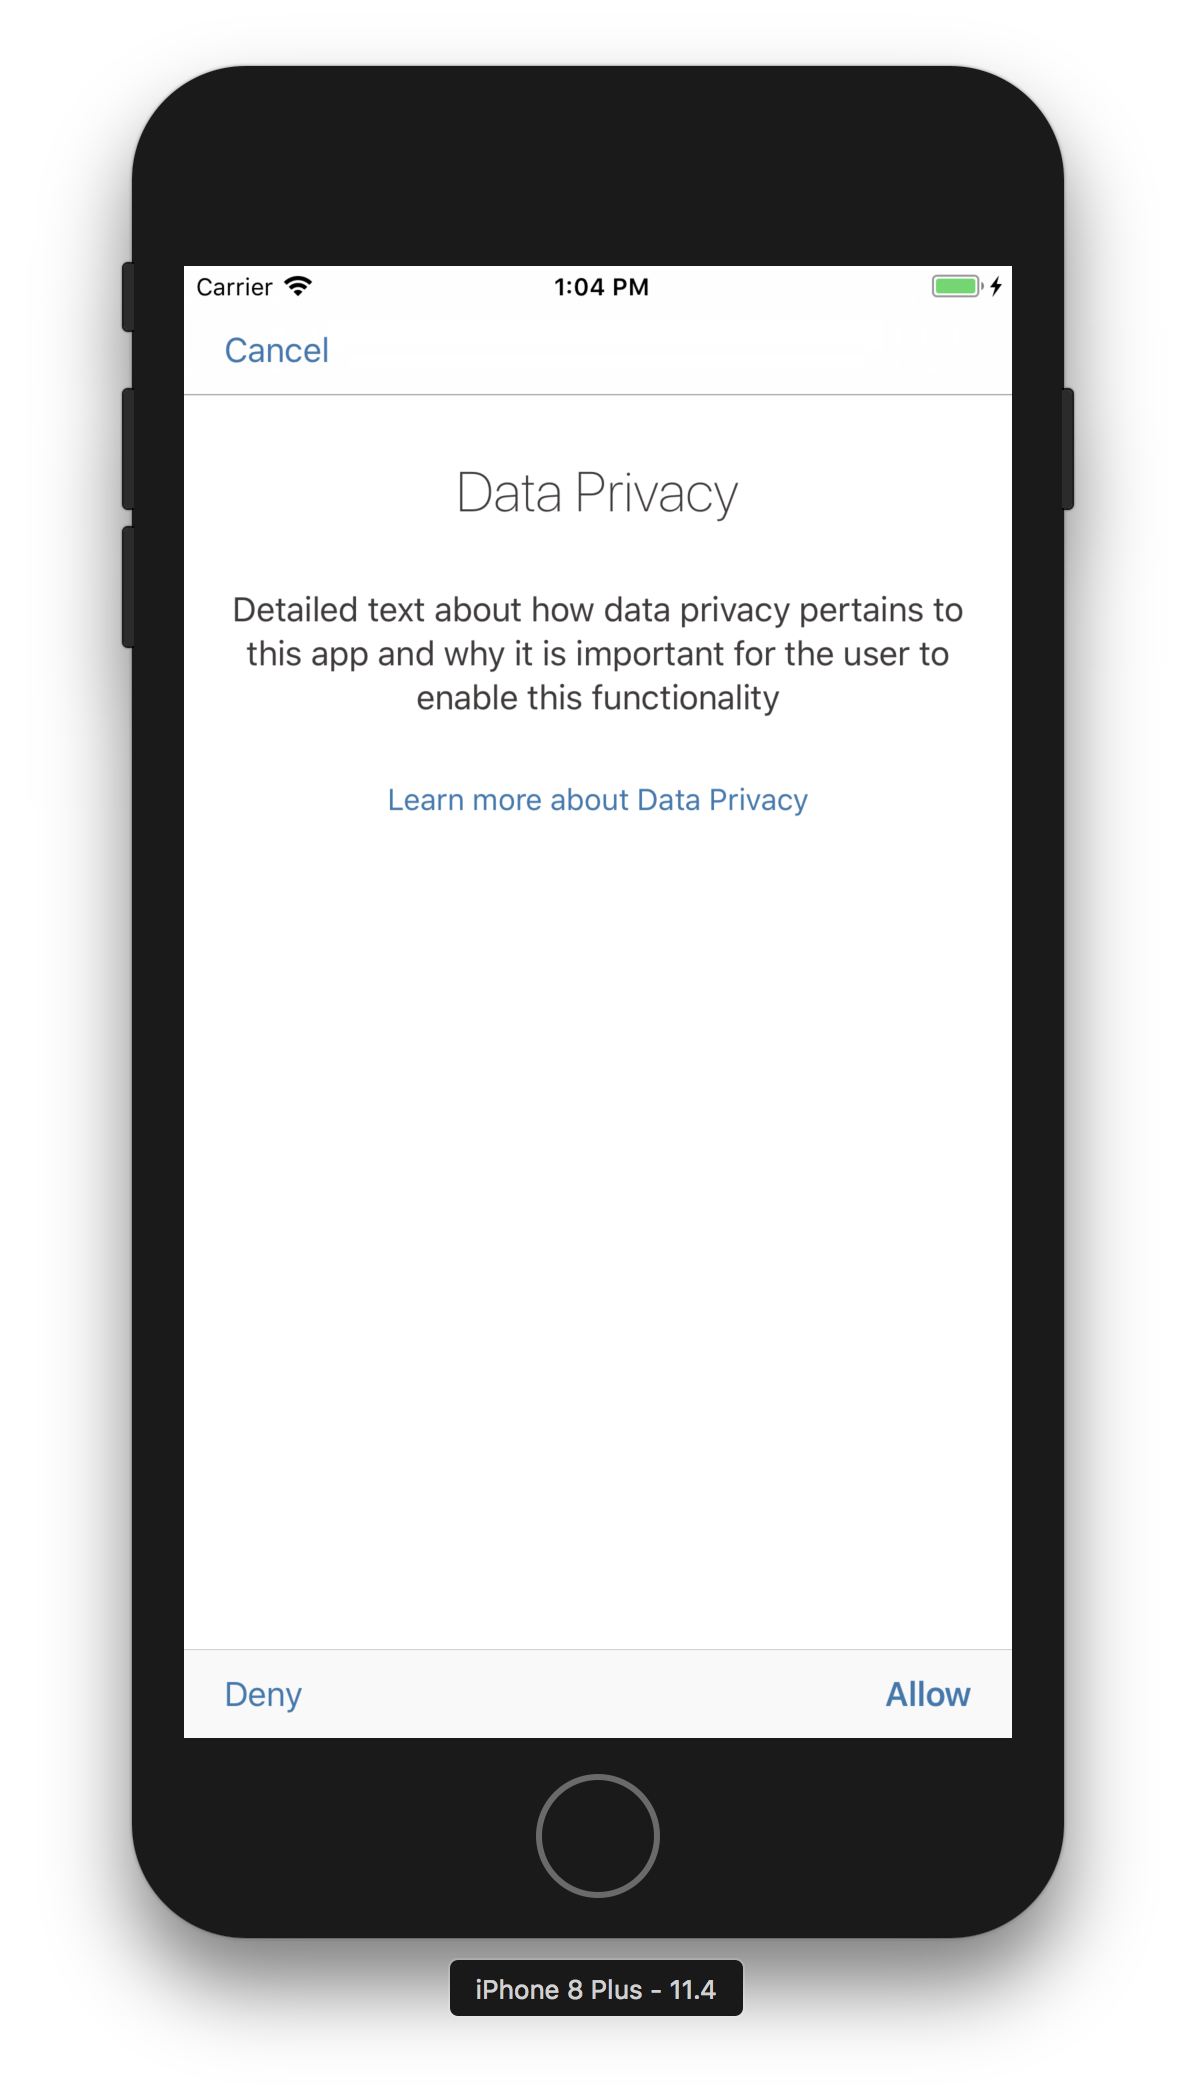 Carrier
1:04 PM
Cancel
Data Privacy
Detailed text about how data privacy pertains to
this app and why it is important for the user to
enable this functionality
Learn more about Data Privacy
Deny
Allow
iPhone 8 Plus - 11.4